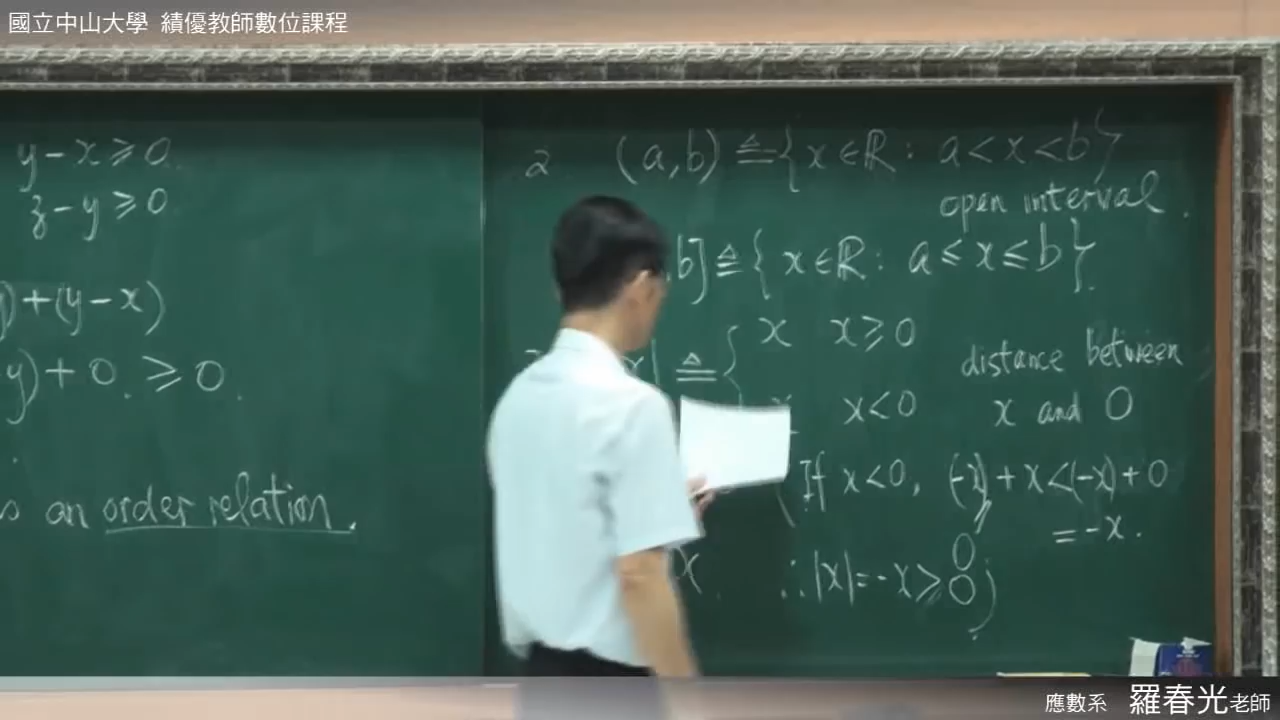 國立中山大學 績優教師數位課程
y-x≥0
z-y≥0
)+(y-x)
y)+0≥0.
an order relation.
2 (a,b)≜{x∈ℝ: a<x<b}
open interval.
,b]≜{x∈ℝ: a≤x≤b}.
x|≜{ x x≥0
x<0
distance between
x and 0
(If x<0, (-x)+x<(-x)+0
= -x.
0
x.
∴|x|=-x≥0).
應數系 羅春光老師